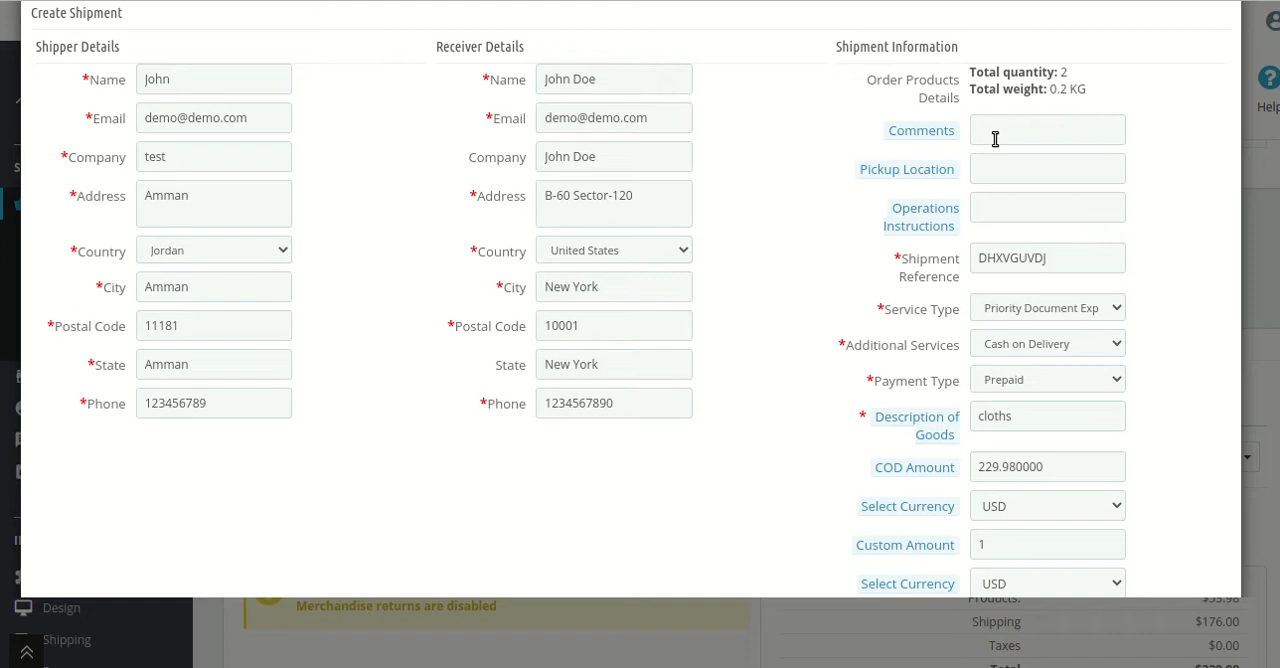 Create Shipment
Shipper Details
*Name John
*Email demo@demo.com
*Company test
*Address Amman
*Country Jordan
*City Amman
*Postal Code 11181
*State Amman
*Phone 123456789
Receiver Details
*Name John Doe
*Email demo@demo.com
Company John Doe
*Address B-60 Sector-120
*Country United States
*City New York
*Postal Code 10001
State New York
*Phone 1234567890
Shipment Information
Order Products
Details
Total quantity: 2
Total weight: 0.2 KG
Comments
Pickup Location
Operations
Instructions
*Shipment
Reference
DHXVGUVDJ
*Service Type Priority Document Exp
*Additional Services Cash on Delivery
*Payment Type Prepaid
* Description of
Goods
cloths
COD Amount 229.980000
Select Currency USD
Custom Amount 1
Select Currency USD
?
Help
Design
Shipping
Merchandise returns are disabled
Products:
Shipping $176.00
Taxes $0.00